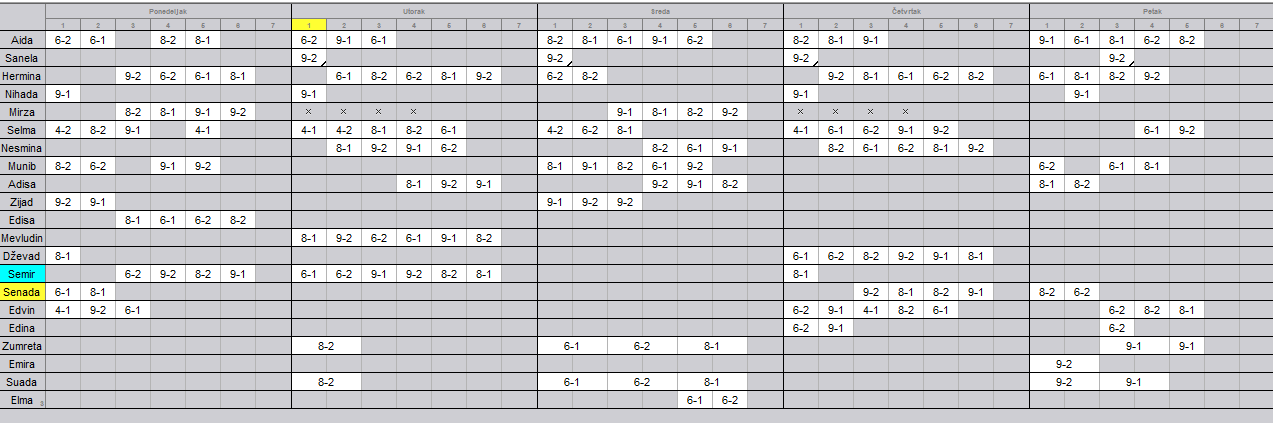 Ponedeljak Utorak Sreda Četvrtak Petak
1 2 3 4 5 6 7 1 2 3 4 5 6 7 1 2 3 4 5 6 7 1 2 3 4 5 6 7 1 2 3 4 5 6 7
Aida 6-2 6-1 8-2 8-1 6-2 9-1 6-1 8-2 8-1 6-1 9-1 6-2 8-2 8-1 9-1 9-1 6-1 8-1 6-2 8-2
Sanela 9-2 9-2 9-2 9-2
Hermina 9-2 6-2 6-1 8-1 6-1 8-2 6-2 8-1 9-2 6-2 8-2 9-2 8-1 6-1 6-2 8-2 6-1 8-1 8-2 9-2
Nihada 9-1 9-1 9-1 9-1
Mirza 8-2 8-1 9-1 9-2 × × × × 9-1 8-1 8-2 9-2 × × × ×
Selma 4-2 8-2 9-1 4-1 4-1 4-2 8-1 8-2 6-1 4-2 6-2 8-1 4-1 6-1 6-2 9-1 9-2 6-1 9-2
Nesmina 8-1 9-2 9-1 6-2 8-2 6-1 9-1 8-2 6-1 6-2 8-1 9-2
Munib 8-2 6-2 9-1 9-2 8-1 9-1 8-2 6-1 9-2 6-2 6-1 8-1
Adisa 8-1 9-2 9-1 9-2 9-1 8-2 8-1 8-2
Zijad 9-2 9-1 9-1 9-2 9-2
Edisa 8-1 6-1 6-2 8-2
Mevludin 8-1 9-2 6-2 6-1 9-1 8-2
Dževad 8-1 6-1 6-2 8-2 9-2 9-1 8-1
Semir 6-2 9-2 8-2 9-1 6-1 6-2 9-1 9-2 8-2 8-1 8-1
Senada 6-1 8-1 9-2 8-1 8-2 9-1 8-2 6-2
Edvin 4-1 9-2 6-1 6-2 9-1 4-1 8-2 6-1 6-2 8-2 8-1
Edina 6-2 9-1 6-2
Zumreta 8-2 6-1 6-2 8-1 9-1 9-1
Emira 9-2
Suada 8-2 6-1 6-2 8-1 9-2 9-1
Elma 6-1 6-2